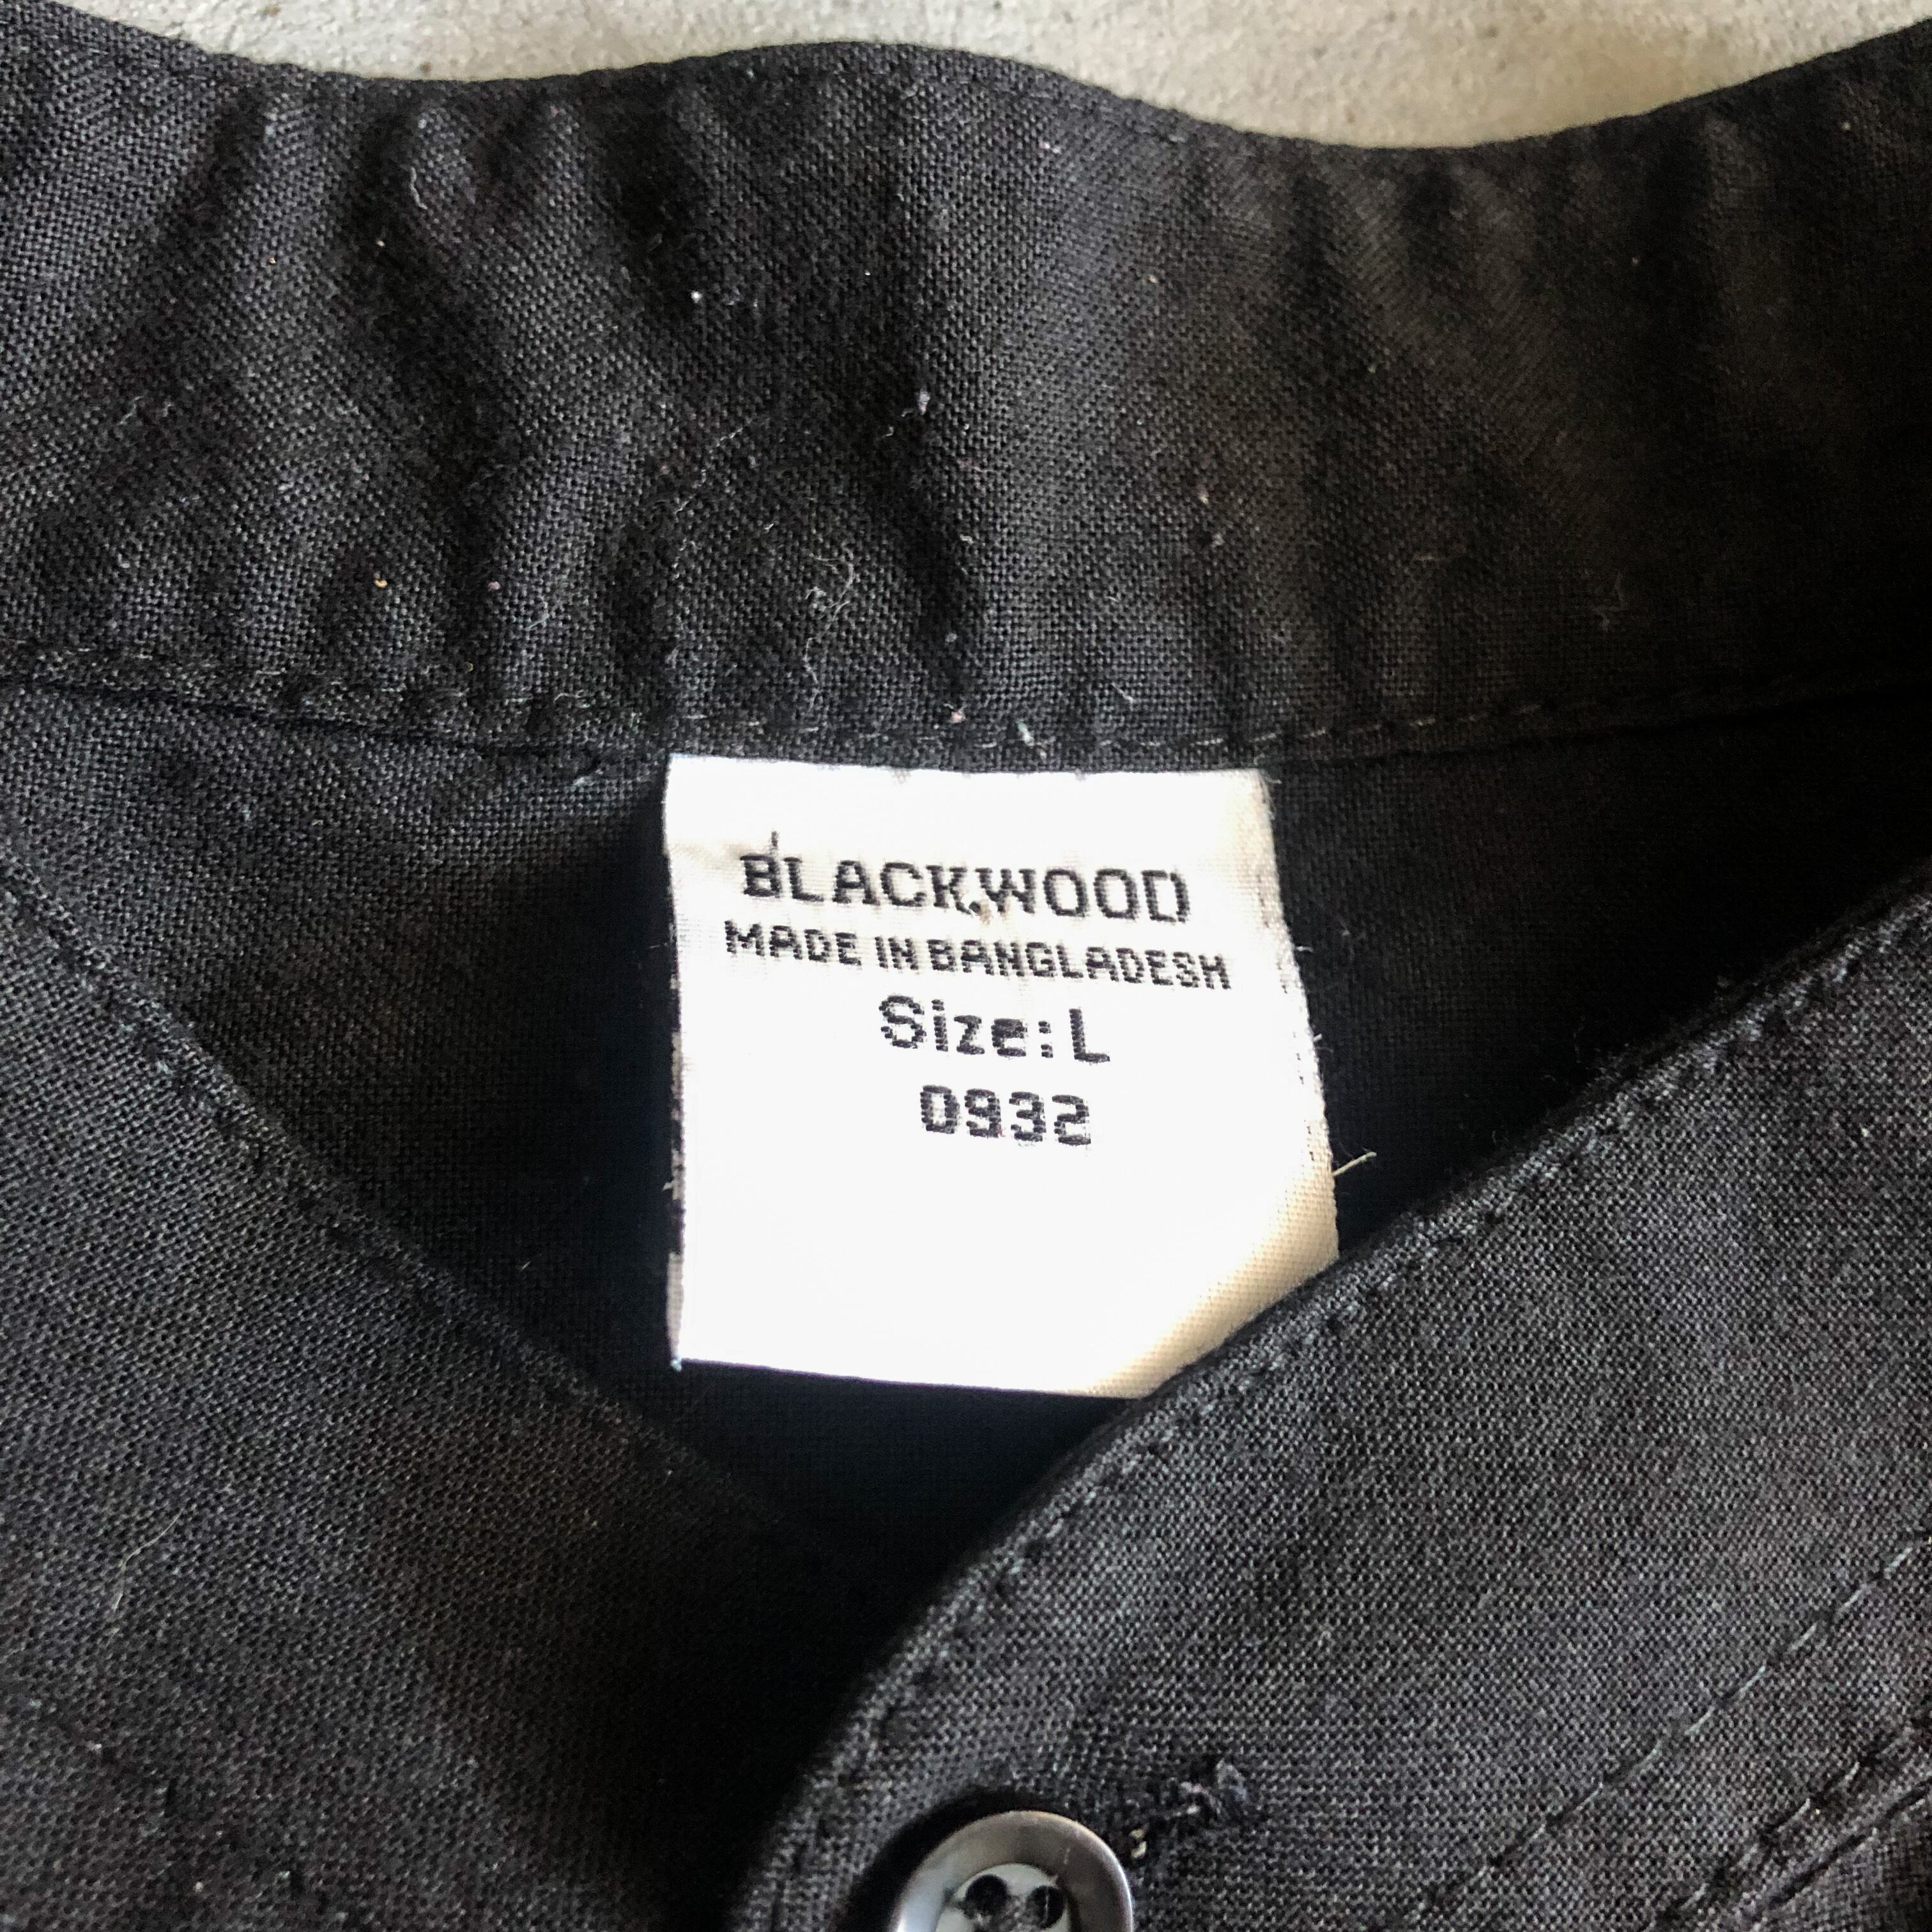 BLACKWOOD
MADE IN BANGLADESH
Size: L
0932